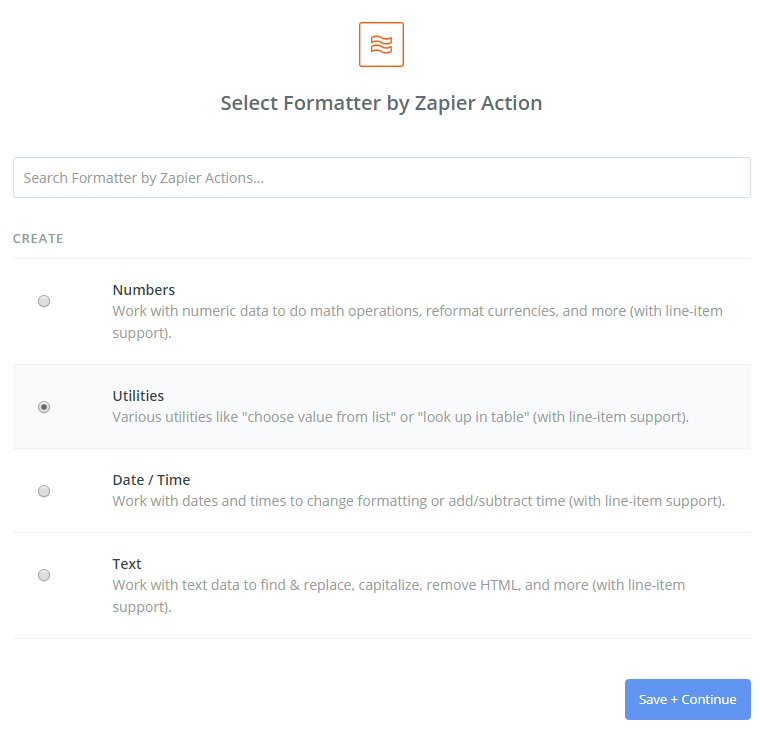 Select Formatter by Zapier Action
Search Formatter by Zapier Actions...
CREATE
Numbers
Work with numeric data to do math operations, reformat currencies, and more (with line-item
support).
Utilities
Various utilities like "choose value from list" or "look up in table" (with line-item support).
Date / Time
Work with dates and times to change formatting or add/subtract time (with line-item support).
Text
Work with text data to find & replace, capitalize, remove HTML, and more (with line-item
support).
Save + Continue